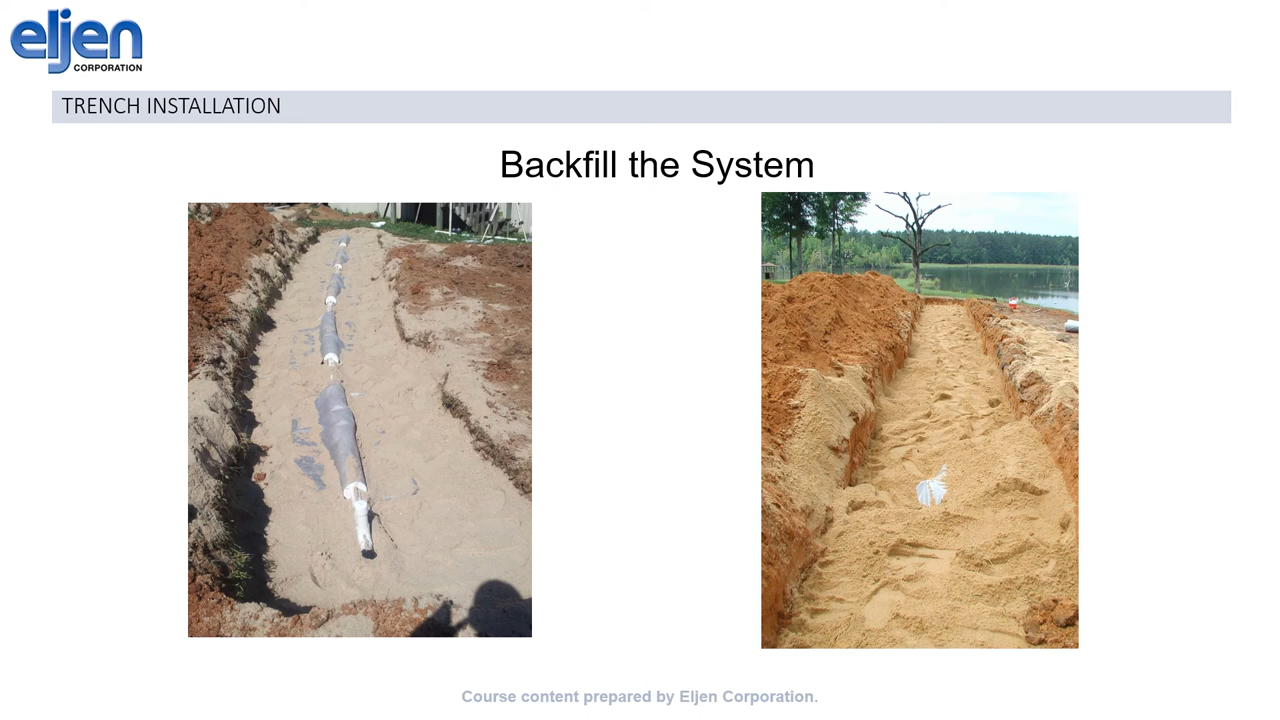 eljen
CORPORATION
TRENCH INSTALLATION
Backfill the System
Course content prepared by Eljen Corporation.